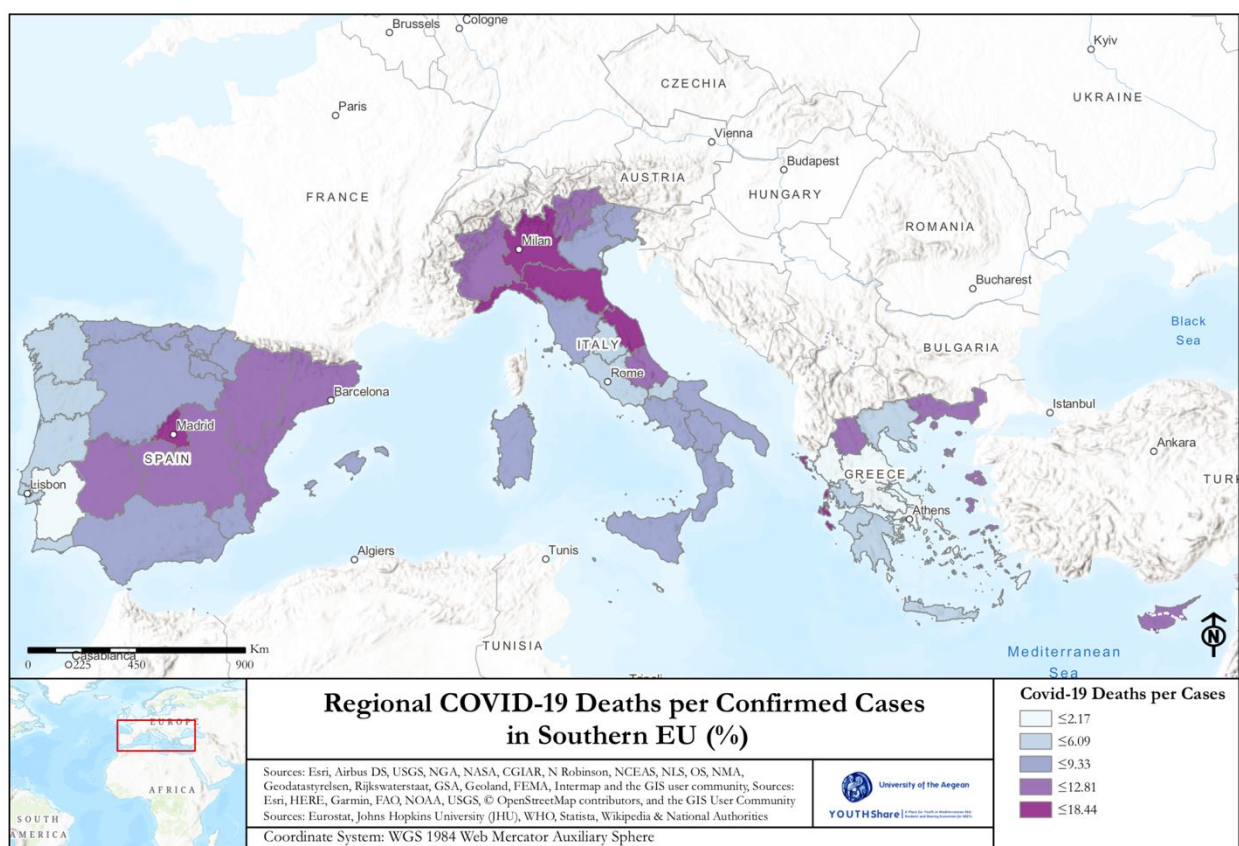 Brussels
Cologne
Kyiv
CZECHIA
UKRAINE
Paris
Vienna
Budapest
AUSTRIA
HUNGARY
FRANCE
ROMANIA
Milan
Bucharest
Black
Sea
ITALY
BULGARIA
Rome
Barcelona
Istanbul
Madrid
Ankara
SPAIN
GREECE
TURK
Lisbon
Athens
Algiers
Tunis
TUNISIA
Mediterranean
Sea
N
Km
0 225 450 900
Casablanca
Tripoli
EUROPE
AFRICA
SOUTH
AMERICA
Regional COVID-19 Deaths per Confirmed Cases
in Southern EU (%)
Sources: Esri, Airbus DS, USGS, NGA, NASA, CGIAR, N Robinson, NCEAS, NLS, OS, NMA,
Geodatastyrelsen, Rijkswaterstaat, GSA, Geoland, FEMA, Intermap and the GIS user community, Sources:
Esri, HERE, Garmin, FAO, NOAA, USGS, © OpenStreetMap contributors, and the GIS User Community
Sources: Eurostat, Johns Hopkins University (JHU), WHO, Statista, Wikipedia & National Authorities
Coordinate System: WGS 1984 Web Mercator Auxiliary Sphere
University of the Aegean
YOUTHShare
Covid-19 Deaths per Cases
≤2.17
≤6.09
≤9.33
≤12.81
≤18.44